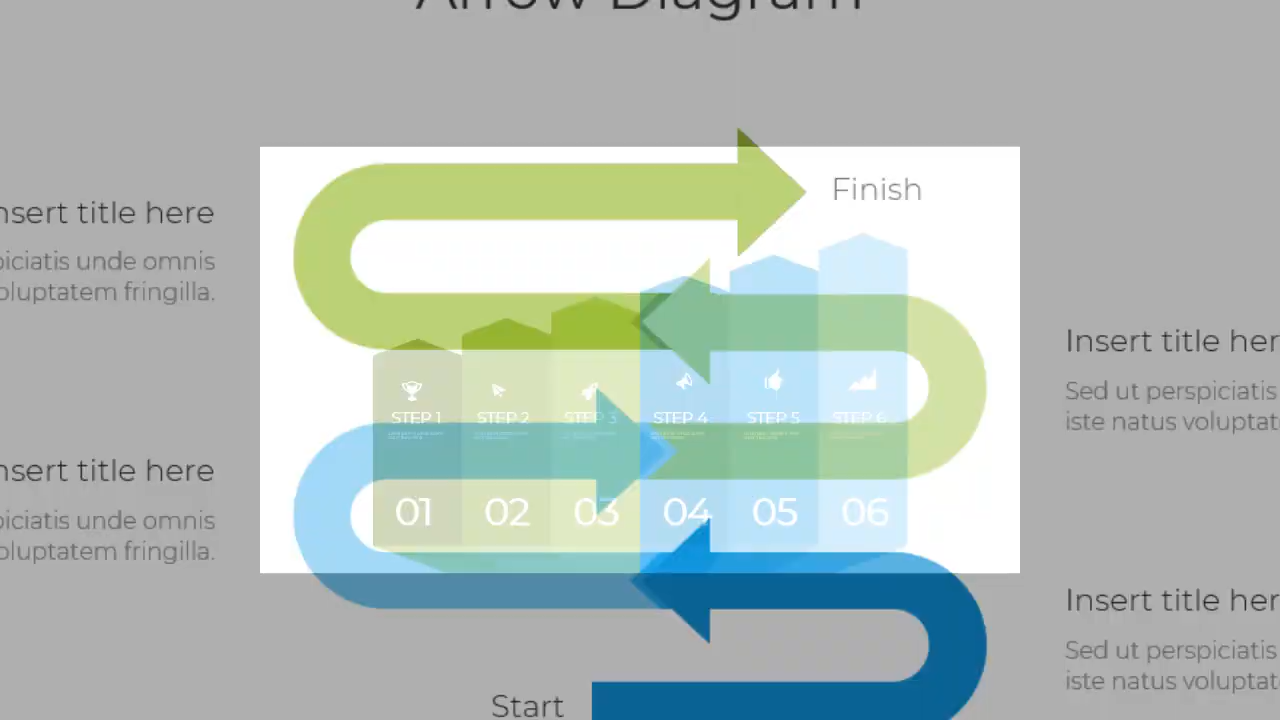 Arrow Diagram
Finish
nsert title here
piciatis unde omnis
oluptatem fringilla.
Insert title her
Sed ut perspiciatis
iste natus voluptat
STEP 1 STEP 2 STEP 3 STEP 4 STEP 5 STEP 6
nsert title here
piciatis unde omnis
oluptatem fringilla.
01 02 03 04 05 06
Insert title her
Sed ut perspiciatis
iste natus voluptat
Start